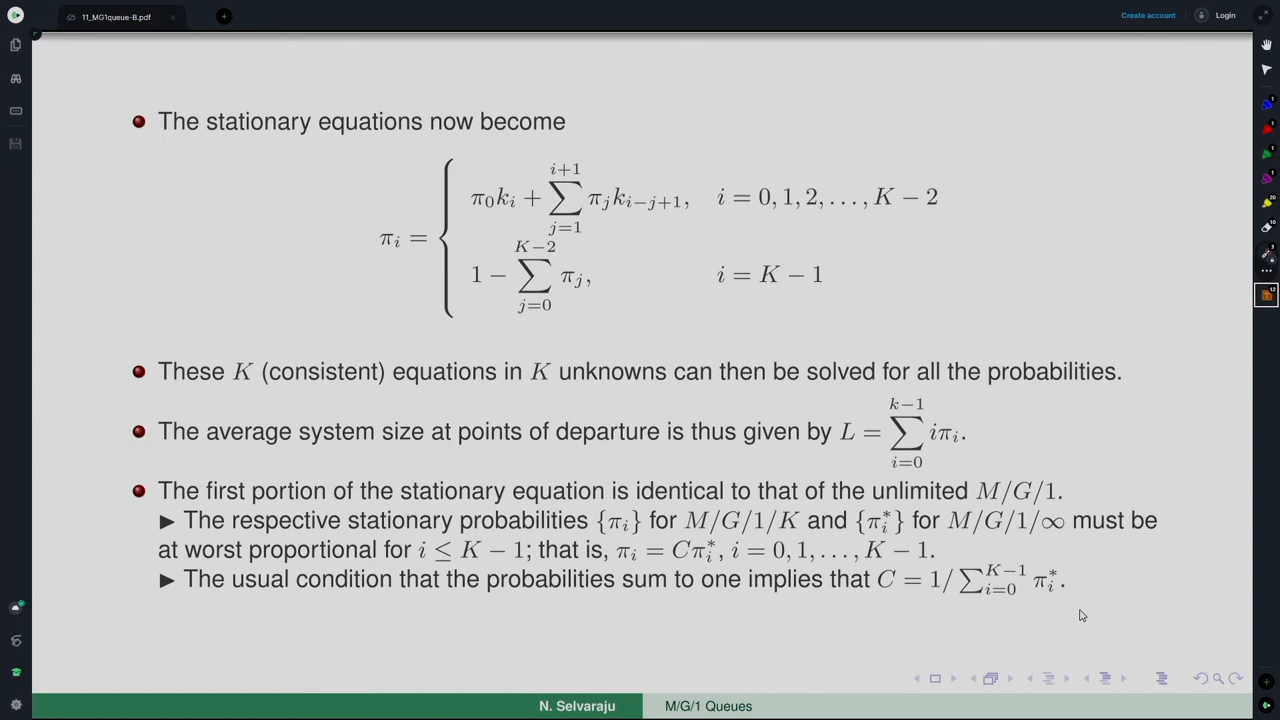 11_MG1queue-B.pdf
Create account
Login
The stationary equations now become
π_i = { π_0 k_i + ∑_{j=1}^{i+1} π_j k_{i−j+1}, i = 0, 1, 2, . . . , K − 2
1 − ∑_{j=0}^{K−2} π_j, i = K − 1
These K (consistent) equations in K unknowns can then be solved for all the probabilities.
The average system size at points of departure is thus given by L = ∑_{i=0}^{k−1} iπ_i.
The first portion of the stationary equation is identical to that of the unlimited M/G/1.
▶ The respective stationary probabilities {π_i} for M/G/1/K and {π_i^*} for M/G/1/∞ must be
at worst proportional for i ≤ K − 1; that is, π_i = Cπ_i^*, i = 0, 1, . . . , K − 1.
▶ The usual condition that the probabilities sum to one implies that C = 1/ ∑_{i=0}^{K−1} π_i^*.
N. Selvaraju
M/G/1 Queues